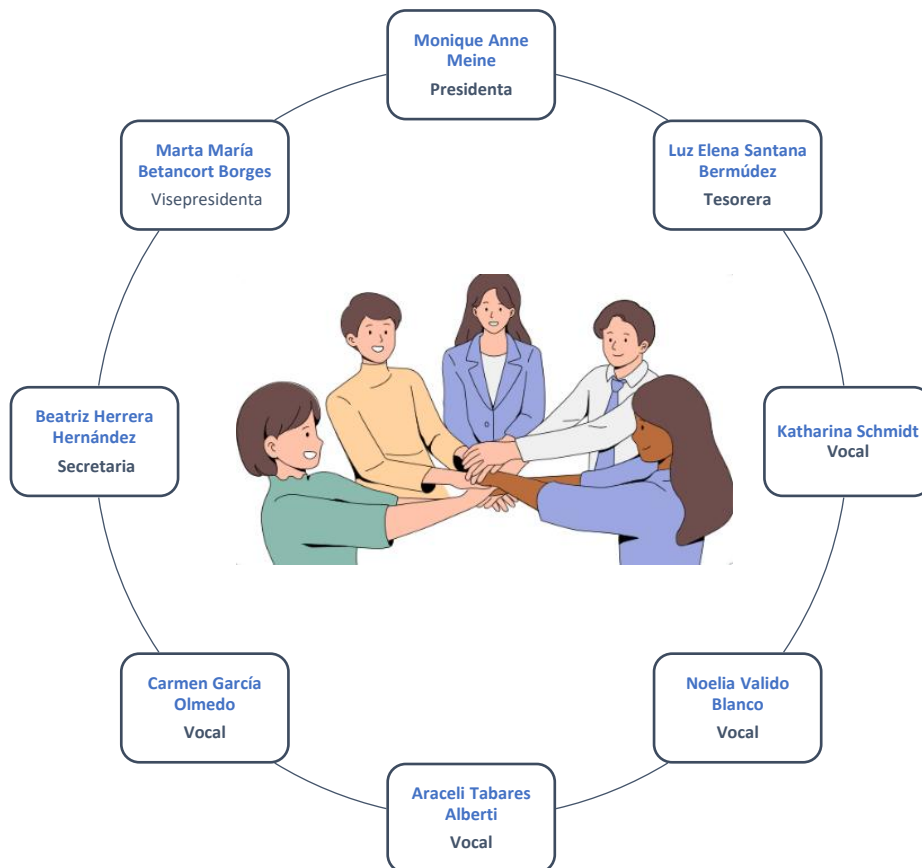 Monique Anne
Meine
Presidenta
Luz Elena Santana
Bermúdez
Tesorera
Katharina Schmidt
Vocal
Noelia Valido
Blanco
Vocal
Araceli Tabares
Alberti
Vocal
Carmen García
Olmedo
Vocal
Beatriz Herrera
Hernández
Secretaria
Marta María
Betancort Borges
Visepresidenta